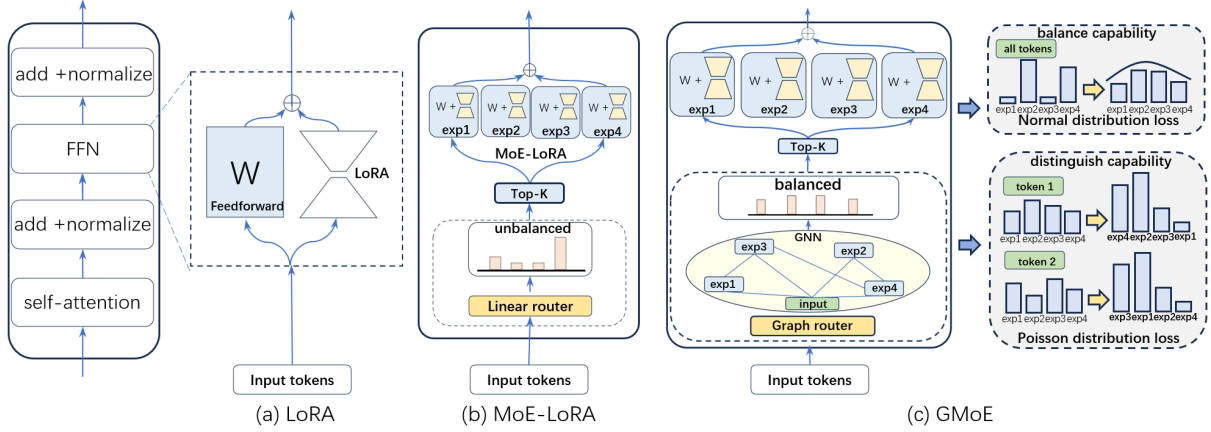 add +normalize
FFN
add +normalize
self-attention
W
Feedforward
LoRA
Input tokens
(a) LoRA
W +
W +
W +
W +
exp1
exp2
exp3
exp4
MoE-LoRA
Top-K
unbalanced
Linear router
Input tokens
(b) MoE-LoRA
W +
W +
W +
W +
exp1
exp2
exp3
exp4
Top-K
balanced
GNN
exp3
exp2
exp1
exp4
input
Graph router
Input tokens
(c) GMoE
balance capability
all tokens
exp1 exp2 exp3 exp4
exp1 exp2 exp3 exp4
Normal distribution loss
distinguish capability
token 1
exp1 exp2 exp3 exp4
exp4 exp2 exp3 exp1
token 2
exp1 exp2 exp3 exp4
exp3 exp1 exp2 exp4
Poisson distribution loss